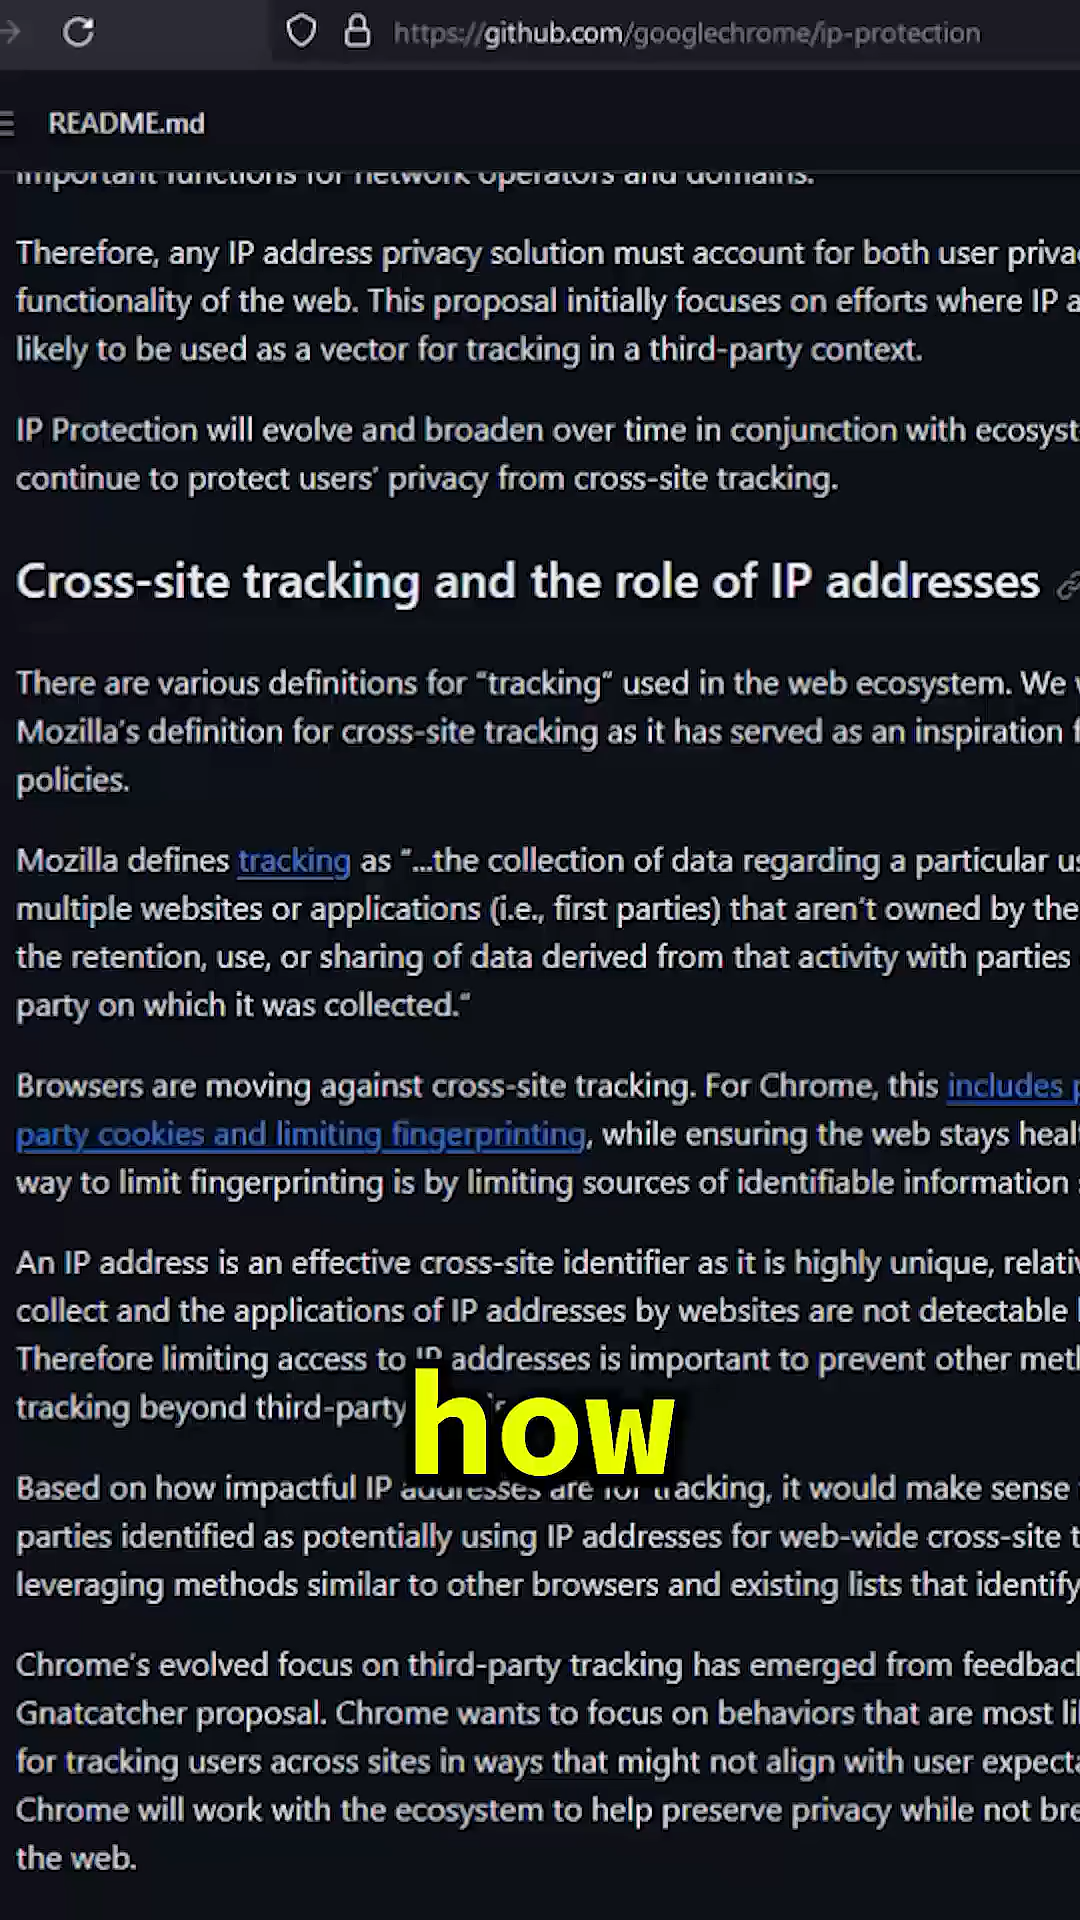 https://github.com/googlechrome/ip-protection
README.md
important functions for network operators and domains.
Therefore, any IP address privacy solution must account for both user priva
functionality of the web. This proposal initially focuses on efforts where IP a
likely to be used as a vector for tracking in a third-party context.
IP Protection will evolve and broaden over time in conjunction with ecosyst
continue to protect users’ privacy from cross-site tracking.
Cross-site tracking and the role of IP addresses
There are various definitions for “tracking” used in the web ecosystem. We
Mozilla’s definition for cross-site tracking as it has served as an inspiration f
policies.
Mozilla defines tracking as “...the collection of data regarding a particular us
multiple websites or applications (i.e., first parties) that aren’t owned by the
the retention, use, or sharing of data derived from that activity with parties
party on which it was collected.”
Browsers are moving against cross-site tracking. For Chrome, this includes p
party cookies and limiting fingerprinting, while ensuring the web stays heal
way to limit fingerprinting is by limiting sources of identifiable information
An IP address is an effective cross-site identifier as it is highly unique, relativ
collect and the applications of IP addresses by websites are not detectable
Therefore limiting access to IP addresses is important to prevent other met
tracking beyond third-party
how
Based on how impactful IP addresses are for tracking, it would make sense
parties identified as potentially using IP addresses for web-wide cross-site t
leveraging methods similar to other browsers and existing lists that identify
Chrome’s evolved focus on third-party tracking has emerged from feedbac
Gnatcatcher proposal. Chrome wants to focus on behaviors that are most li
for tracking users across sites in ways that might not align with user expecta
Chrome will work with the ecosystem to help preserve privacy while not bre
the web.